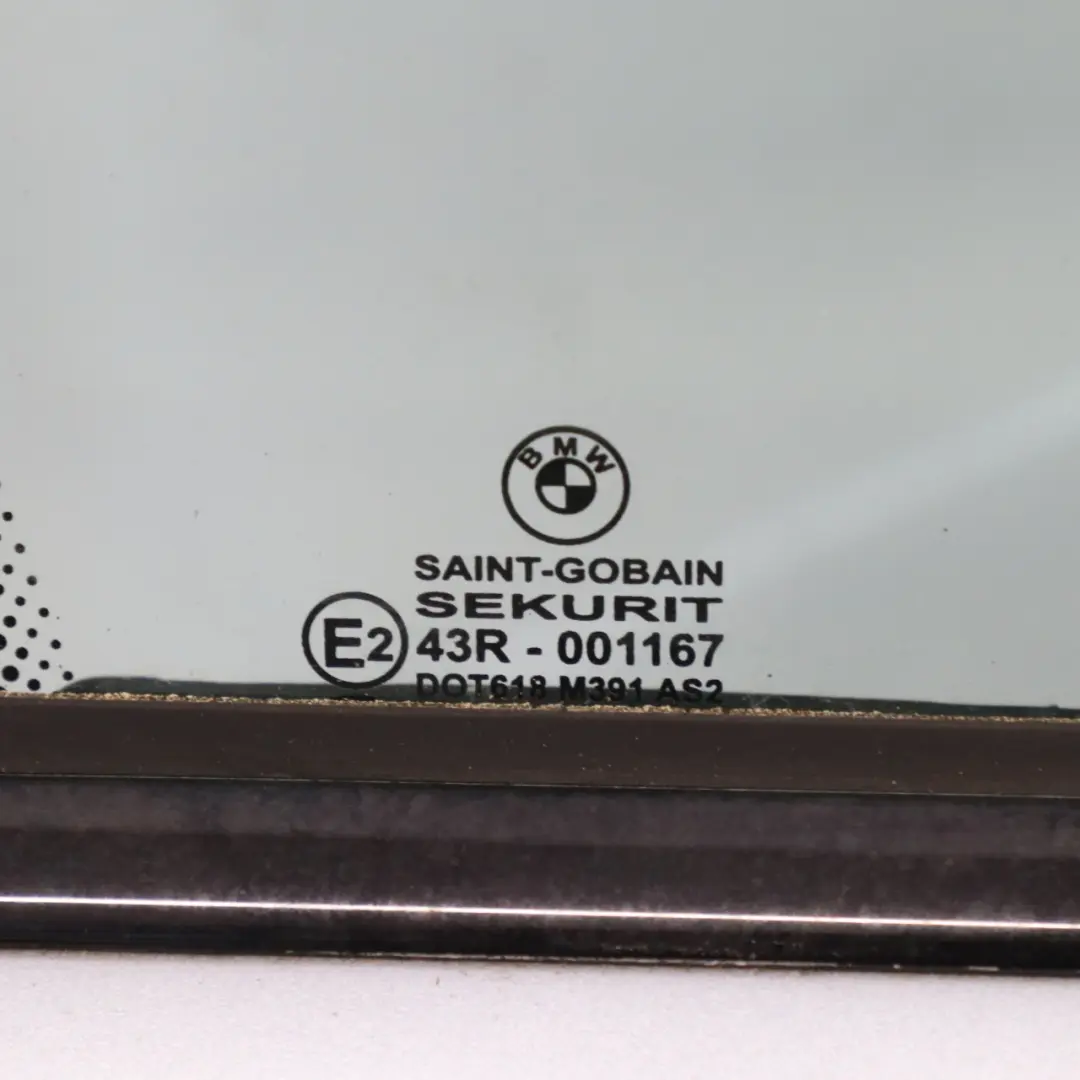 BMW
SAINT-GOBAIN
SEKURIT
E2 43R - 001167
DOT618 M391 AS2